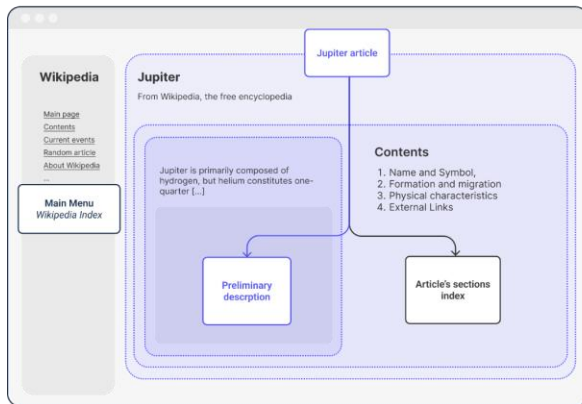 Wikipedia
Main page
Contents
Current events
Random article
About Wikipedia
...
Main Menu
Wikipedia Index
Jupiter article
Jupiter
From Wikipedia, the free encyclopedia
Jupiter is primarily composed of
hydrogen, but helium constitutes one-
quarter [...]
Preliminary
descrption
Contents
1. Name and Symbol,
2. Formation and migration
3. Physical characteristics
4. External Links
Article's sections
index